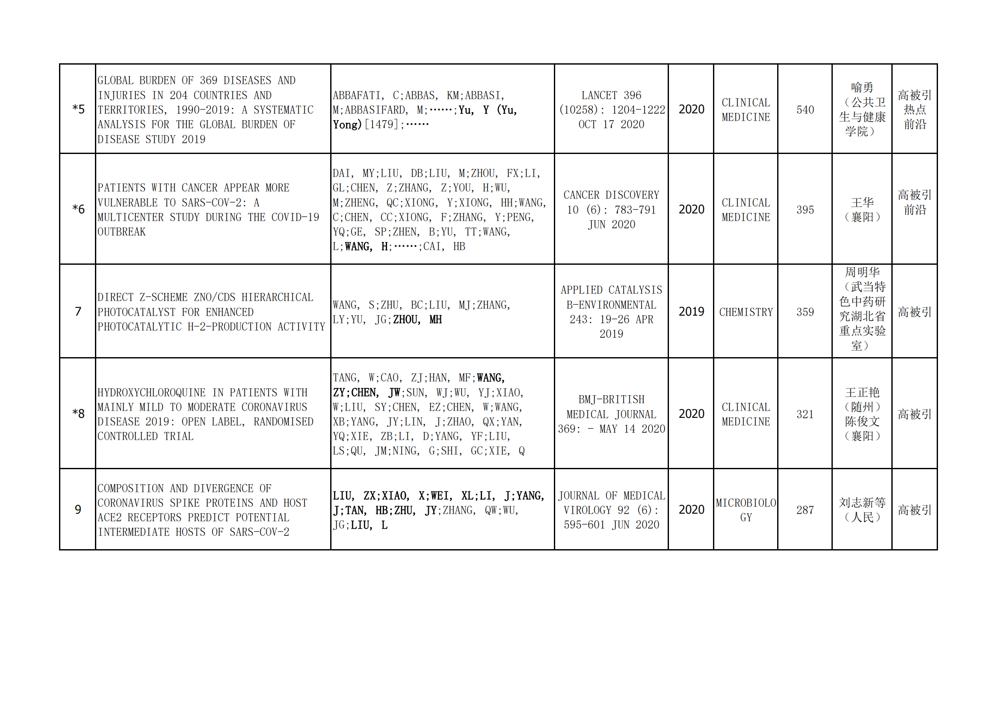 *5
GLOBAL BURDEN OF 369 DISEASES AND
INJURIES IN 204 COUNTRIES AND
TERRITORIES, 1990-2019: A SYSTEMATIC
ANALYSIS FOR THE GLOBAL BURDEN OF
DISEASE STUDY 2019
ABBAFATI, C;ABBAS, KM;ABBASI,
M;ABBASIFARD, M;……;Yu, Y (Yu,
Yong)[1479];……
LANCET 396
(10258): 1204-1222
OCT 17 2020
2020
CLINICAL
MEDICINE
540
喻勇
（公共卫
生与健康
学院）
高被引
热点
前沿
*6
PATIENTS WITH CANCER APPEAR MORE
VULNERABLE TO SARS-COV-2: A
MULTICENTER STUDY DURING THE COVID-19
OUTBREAK
DAI, MY;LIU, DB;LIU, M;ZHOU, FX;LI,
GL;CHEN, Z;ZHANG, Z;YOU, H;WU,
M;ZHENG, QC;XIONG, Y;XIONG, HH;WANG,
C;CHEN, CC;XIONG, F;ZHANG, Y;PENG,
YQ;GE, SP;ZHEN, B;YU, TT;WANG,
L;WANG, H;……;CAI, HB
CANCER DISCOVERY
10 (6): 783-791
JUN 2020
2020
CLINICAL
MEDICINE
395
王华
（襄阳）
高被引
前沿
7
DIRECT Z-SCHEME ZNO/CDS HIERARCHICAL
PHOTOCATALYST FOR ENHANCED
PHOTOCATALYTIC H-2-PRODUCTION ACTIVITY
WANG, S;ZHU, BC;LIU, MJ;ZHANG,
LY;YU, JG;ZHOU, MH
APPLIED CATALYSIS
B-ENVIRONMENTAL
243: 19-26 APR
2019
2019
CHEMISTRY
359
周明华
（武当特
色中药研
究湖北省
重点实验
室）
高被引
*8
HYDROXYCHLOROQUINE IN PATIENTS WITH
MAINLY MILD TO MODERATE CORONAVIRUS
DISEASE 2019: OPEN LABEL, RANDOMISED
CONTROLLED TRIAL
TANG, W;CAO, ZJ;HAN, MF;WANG,
ZY;CHEN, JW;SUN, WJ;WU, YJ;XIAO,
W;LIU, SY;CHEN, EZ;CHEN, W;WANG,
XB;YANG, JY;LIN, J;ZHAO, QX;YAN,
YQ;XIE, ZB;LI, D;YANG, YF;LIU,
LS;QU, JM;NING, G;SHI, GC;XIE, Q
BMJ-BRITISH
MEDICAL JOURNAL
369: - MAY 14 2020
2020
CLINICAL
MEDICINE
321
王正艳
（随州）
陈俊文
（襄阳）
高被引
9
COMPOSITION AND DIVERGENCE OF
CORONAVIRUS SPIKE PROTEINS AND HOST
ACE2 RECEPTORS PREDICT POTENTIAL
INTERMEDIATE HOSTS OF SARS-COV-2
LIU, ZX;XIAO, X;WEI, XL;LI, J;YANG,
J;TAN, HB;ZHU, JY;ZHANG, QW;WU,
JG;LIU, L
JOURNAL OF MEDICAL
VIROLOGY 92 (6):
595-601 JUN 2020
2020
MICROBIOLO
GY
287
刘志新等
（人民）
高被引